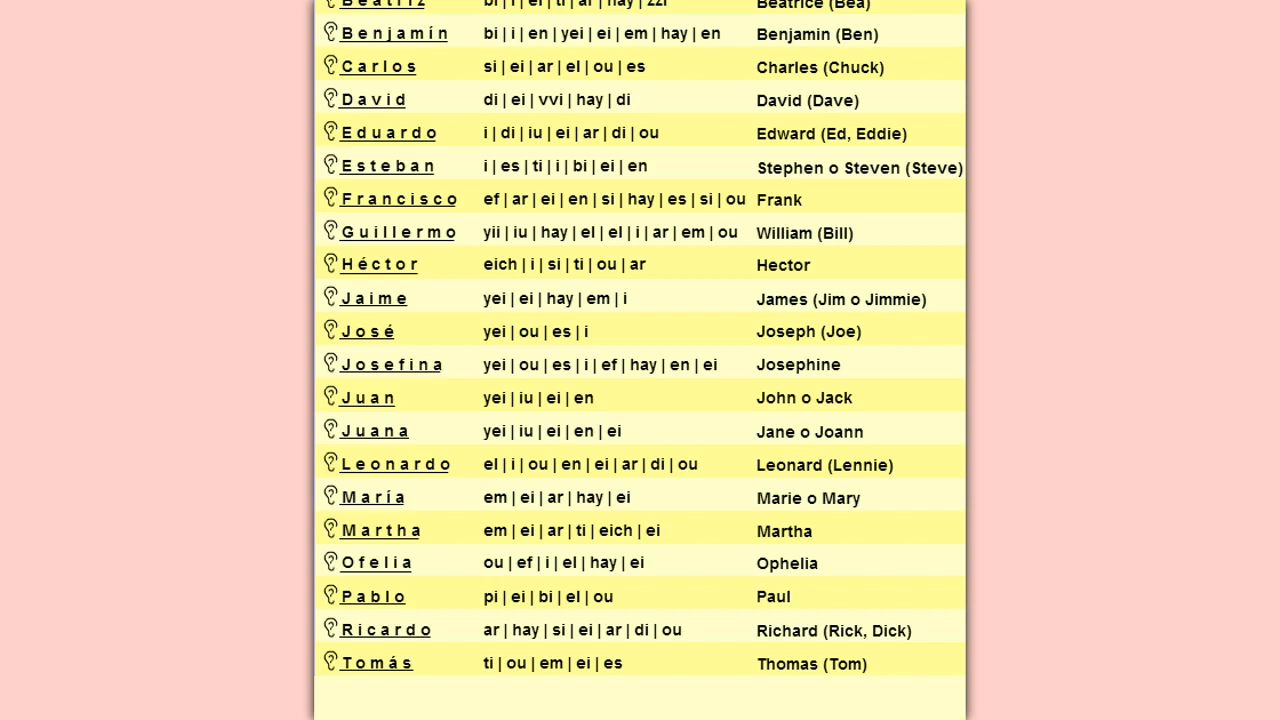 Beatriz bi | i | ei | ti | ar | hay | zzi Beatrice (Bea)
Benjamín bi | i | en | yei | ei | em | hay | en Benjamin (Ben)
Carlos si | ei | ar | el | ou | es Charles (Chuck)
David di | ei | vvi | hay | di David (Dave)
Eduardo i | di | iu | ei | ar | di | ou Edward (Ed, Eddie)
Esteban i | es | ti | i | bi | ei | en Stephen o Steven (Steve)
Francisco ef | ar | ei | en | si | hay | es | si | ou Frank
Guillermo yii | iu | hay | el | el | i | ar | em | ou William (Bill)
Héctor eich | i | si | ti | ou | ar Hector
Jaime yei | ei | hay | em | i James (Jim o Jimmie)
José yei | ou | es | i Joseph (Joe)
Josefina yei | ou | es | i | ef | hay | en | ei Josephine
Juan yei | iu | ei | en John o Jack
Juana yei | iu | ei | en | ei Jane o Joann
Leonardo el | i | ou | en | ei | ar | di | ou Leonard (Lennie)
María em | ei | ar | hay | ei Marie o Mary
Martha em | ei | ar | ti | eich | ei Martha
Ofelia ou | ef | i | el | hay | ei Ophelia
Pablo pi | ei | bi | el | ou Paul
Ricardo ar | hay | si | ei | ar | di | ou Richard (Rick, Dick)
Tomás ti | ou | em | ei | es Thomas (Tom)